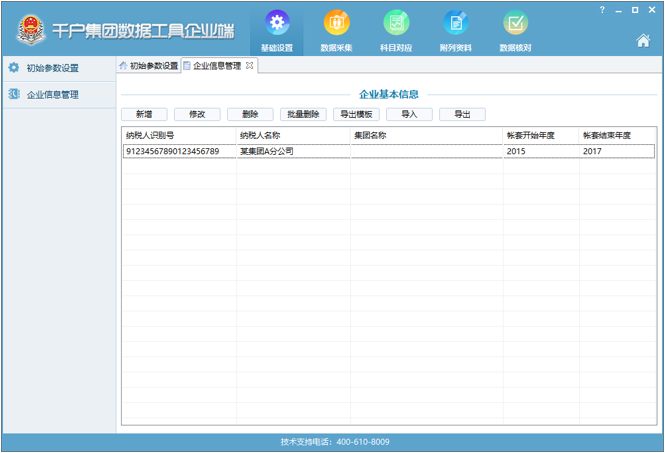 千户集团数据工具企业端
基础设置 数据采集 科目对应 附列资料 数据核对
初始参数设置
企业信息管理
初始参数设置 企业信息管理
企业基本信息
新增 修改 删除 批量删除 导出模板 导入 导出
纳税人识别号 纳税人名称 集团名称 帐套开始年度 帐套结束年度
91234567890123456789 某集团A分公司 2015 2017
技术支持电话：400-610-8009